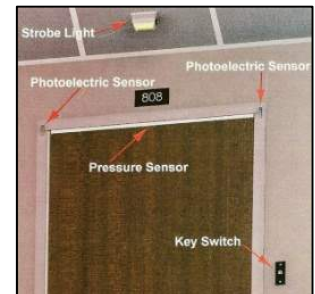 Strobe Light
Photoelectric Sensor
Photoelectric Sensor
808
Pressure Sensor
Key Switch